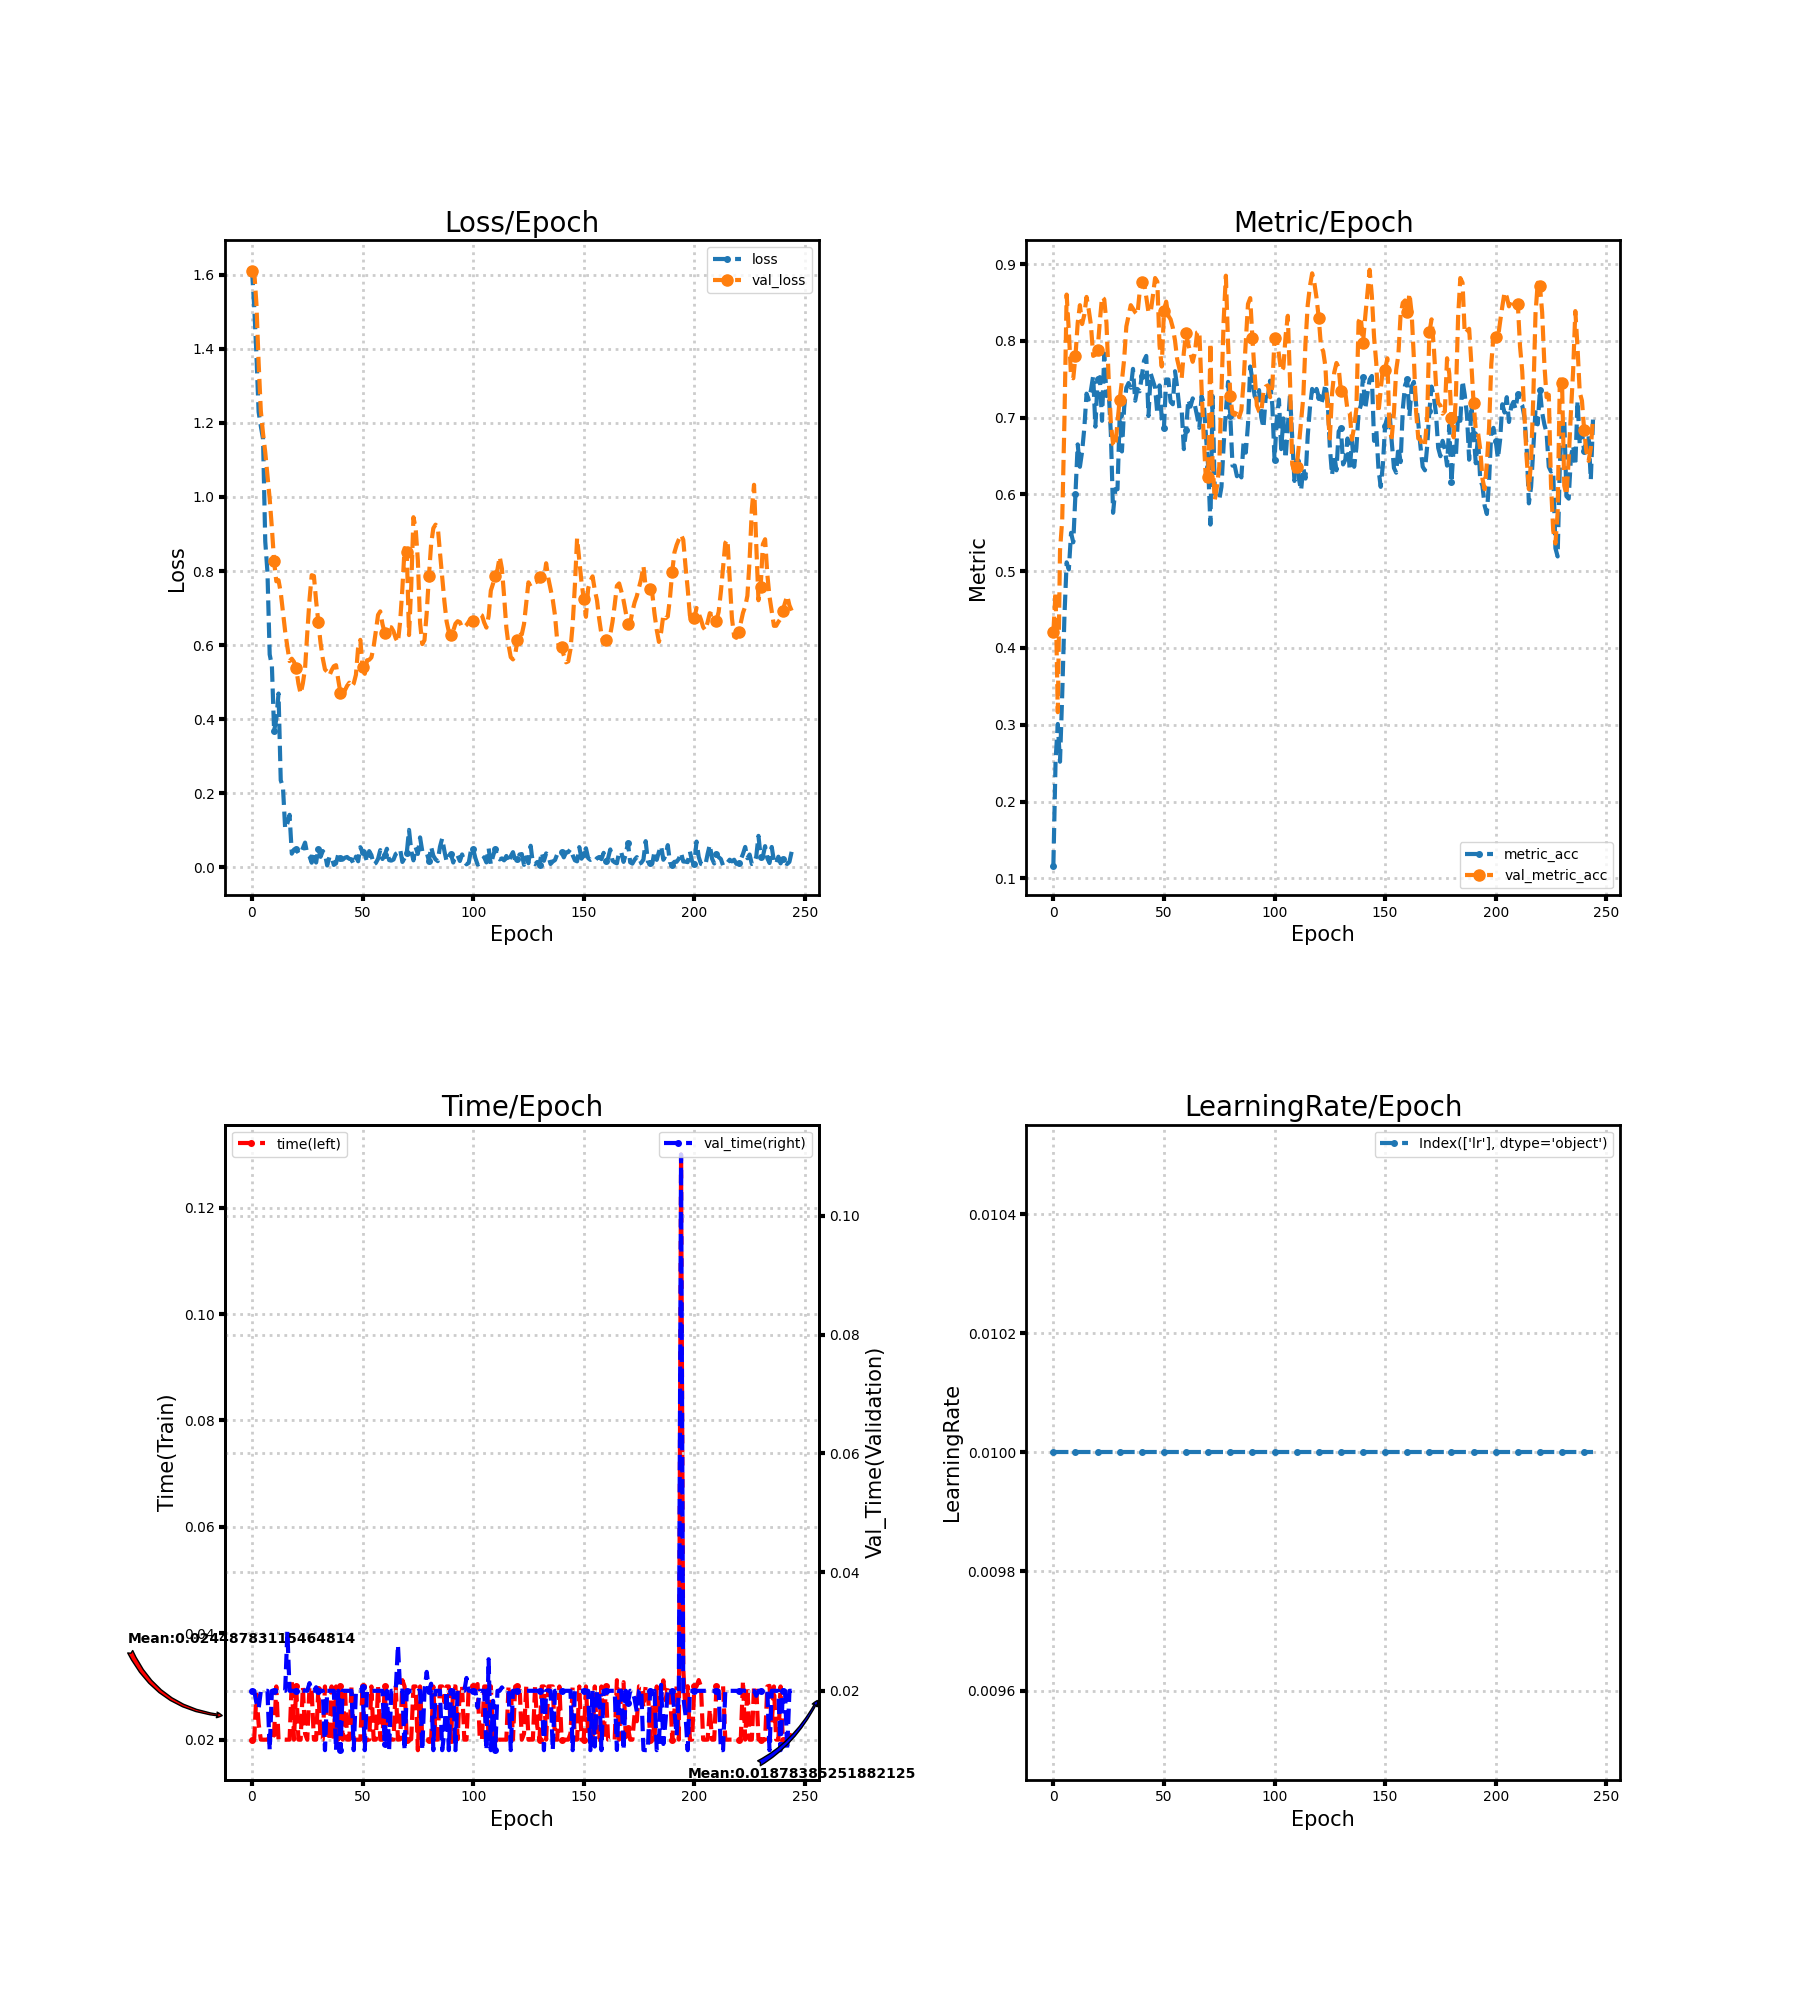 Loss/Epoch
loss
val_loss
1.6
1.4
1.2
1.0
0.8
0.6
0.4
0.2
0.0
Loss
0 50 100 150 200 250
Epoch
Metric/Epoch
0.9
0.8
0.7
0.6
0.5
0.4
0.3
0.2
0.1
Metric
metric_acc
val_metric_acc
0 50 100 150 200 250
Epoch
Time/Epoch
time(left)
val_time(right)
0.12
0.10
0.08
0.06
0.04
0.02
Time(Train)
0.10
0.08
0.06
0.04
0.02
Val_Time(Validation)
Mean:0.02448783115464814
Mean:0.01878385251882125
0 50 100 150 200 250
Epoch
LearningRate/Epoch
Index(['lr'], dtype='object')
0.0104
0.0102
0.0100
0.0098
0.0096
LearningRate
0 50 100 150 200 250
Epoch